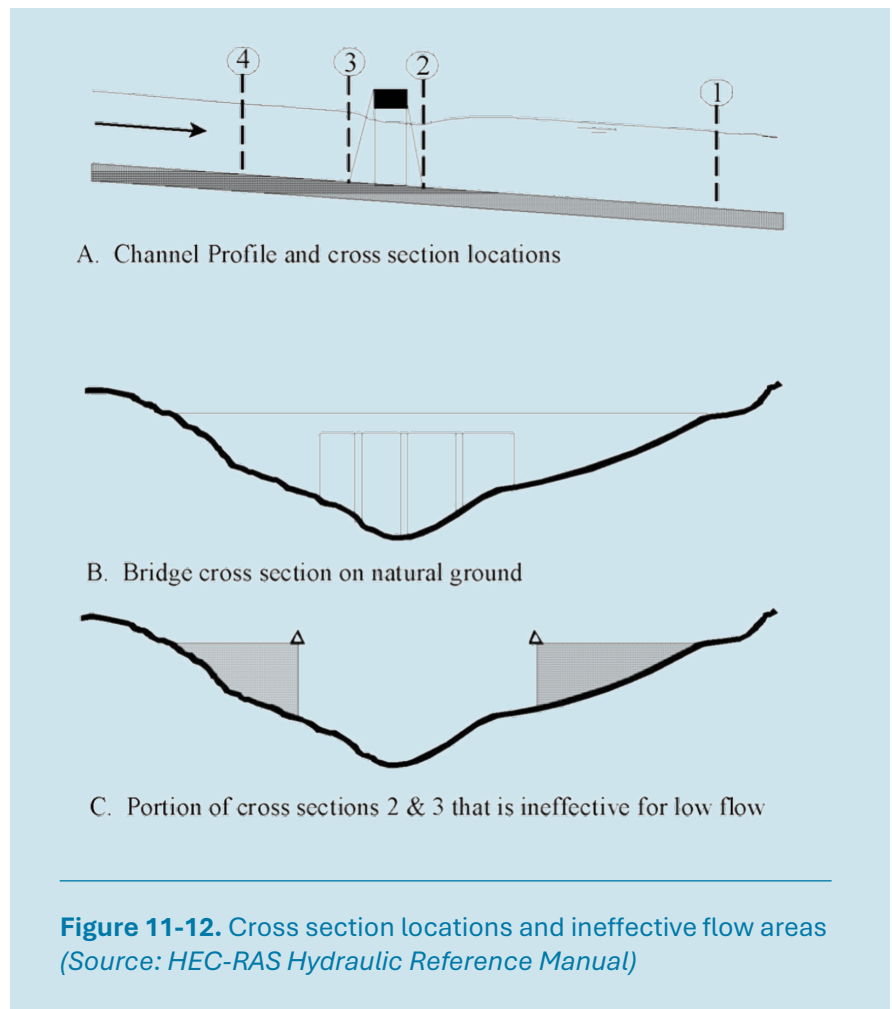 4 3 2 1
A. Channel Profile and cross section locations
B. Bridge cross section on natural ground
C. Portion of cross sections 2 & 3 that is ineffective for low flow
Figure 11-12. Cross section locations and ineffective flow areas
(Source: HEC-RAS Hydraulic Reference Manual)